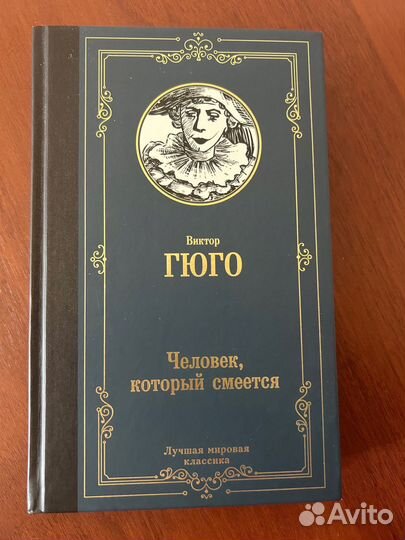 Виктор
ГЮГО
Человек,
который смеется
Лучшая мировая
классика
Avito